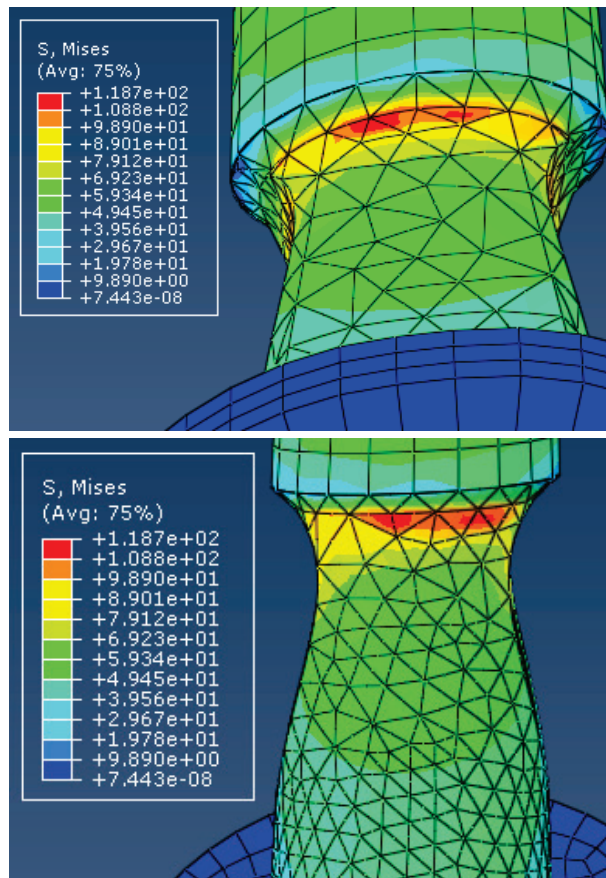 S, Mises
(Avg: 75%)
+1.187e+02
+1.088e+02
+9.890e+01
+8.901e+01
+7.912e+01
+6.923e+01
+5.934e+01
+4.945e+01
+3.956e+01
+2.967e+01
+1.978e+01
+9.890e+00
+7.443e-08
S, Mises
(Avg: 75%)
+1.187e+02
+1.088e+02
+9.890e+01
+8.901e+01
+7.912e+01
+6.923e+01
+5.934e+01
+4.945e+01
+3.956e+01
+2.967e+01
+1.978e+01
+9.890e+00
+7.443e-08